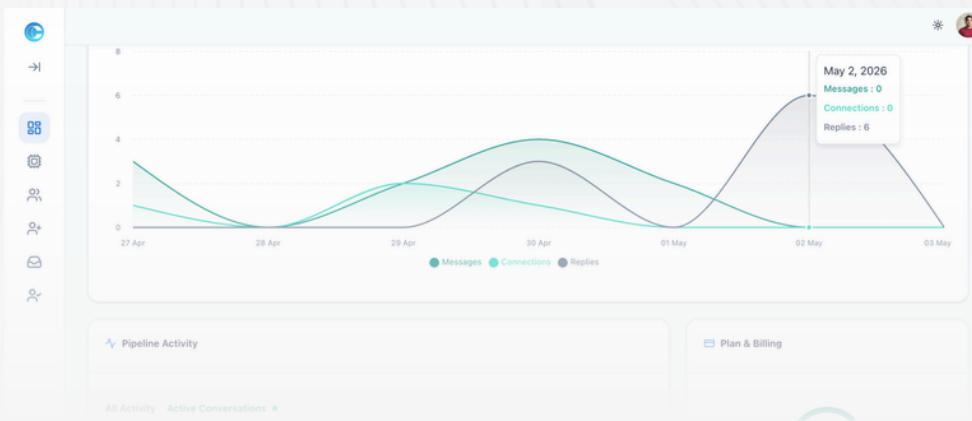 8
May 2, 2026
Messages : 0
6
Connections : 0
Replies : 6
4
2
0
27 Apr 28 Apr 29 Apr 30 Apr 01 May 02 May 03 May
Messages Connections Replies
Pipeline Activity
Plan & Billing
All Activity Active Conversations